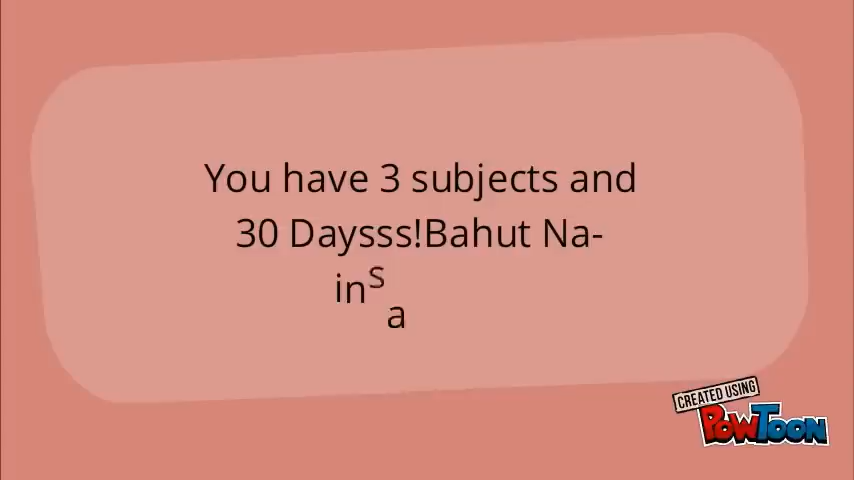 You have 3 subjects and
30 Daysss!Bahut Na-
insa
CREATED USING
POWTOON